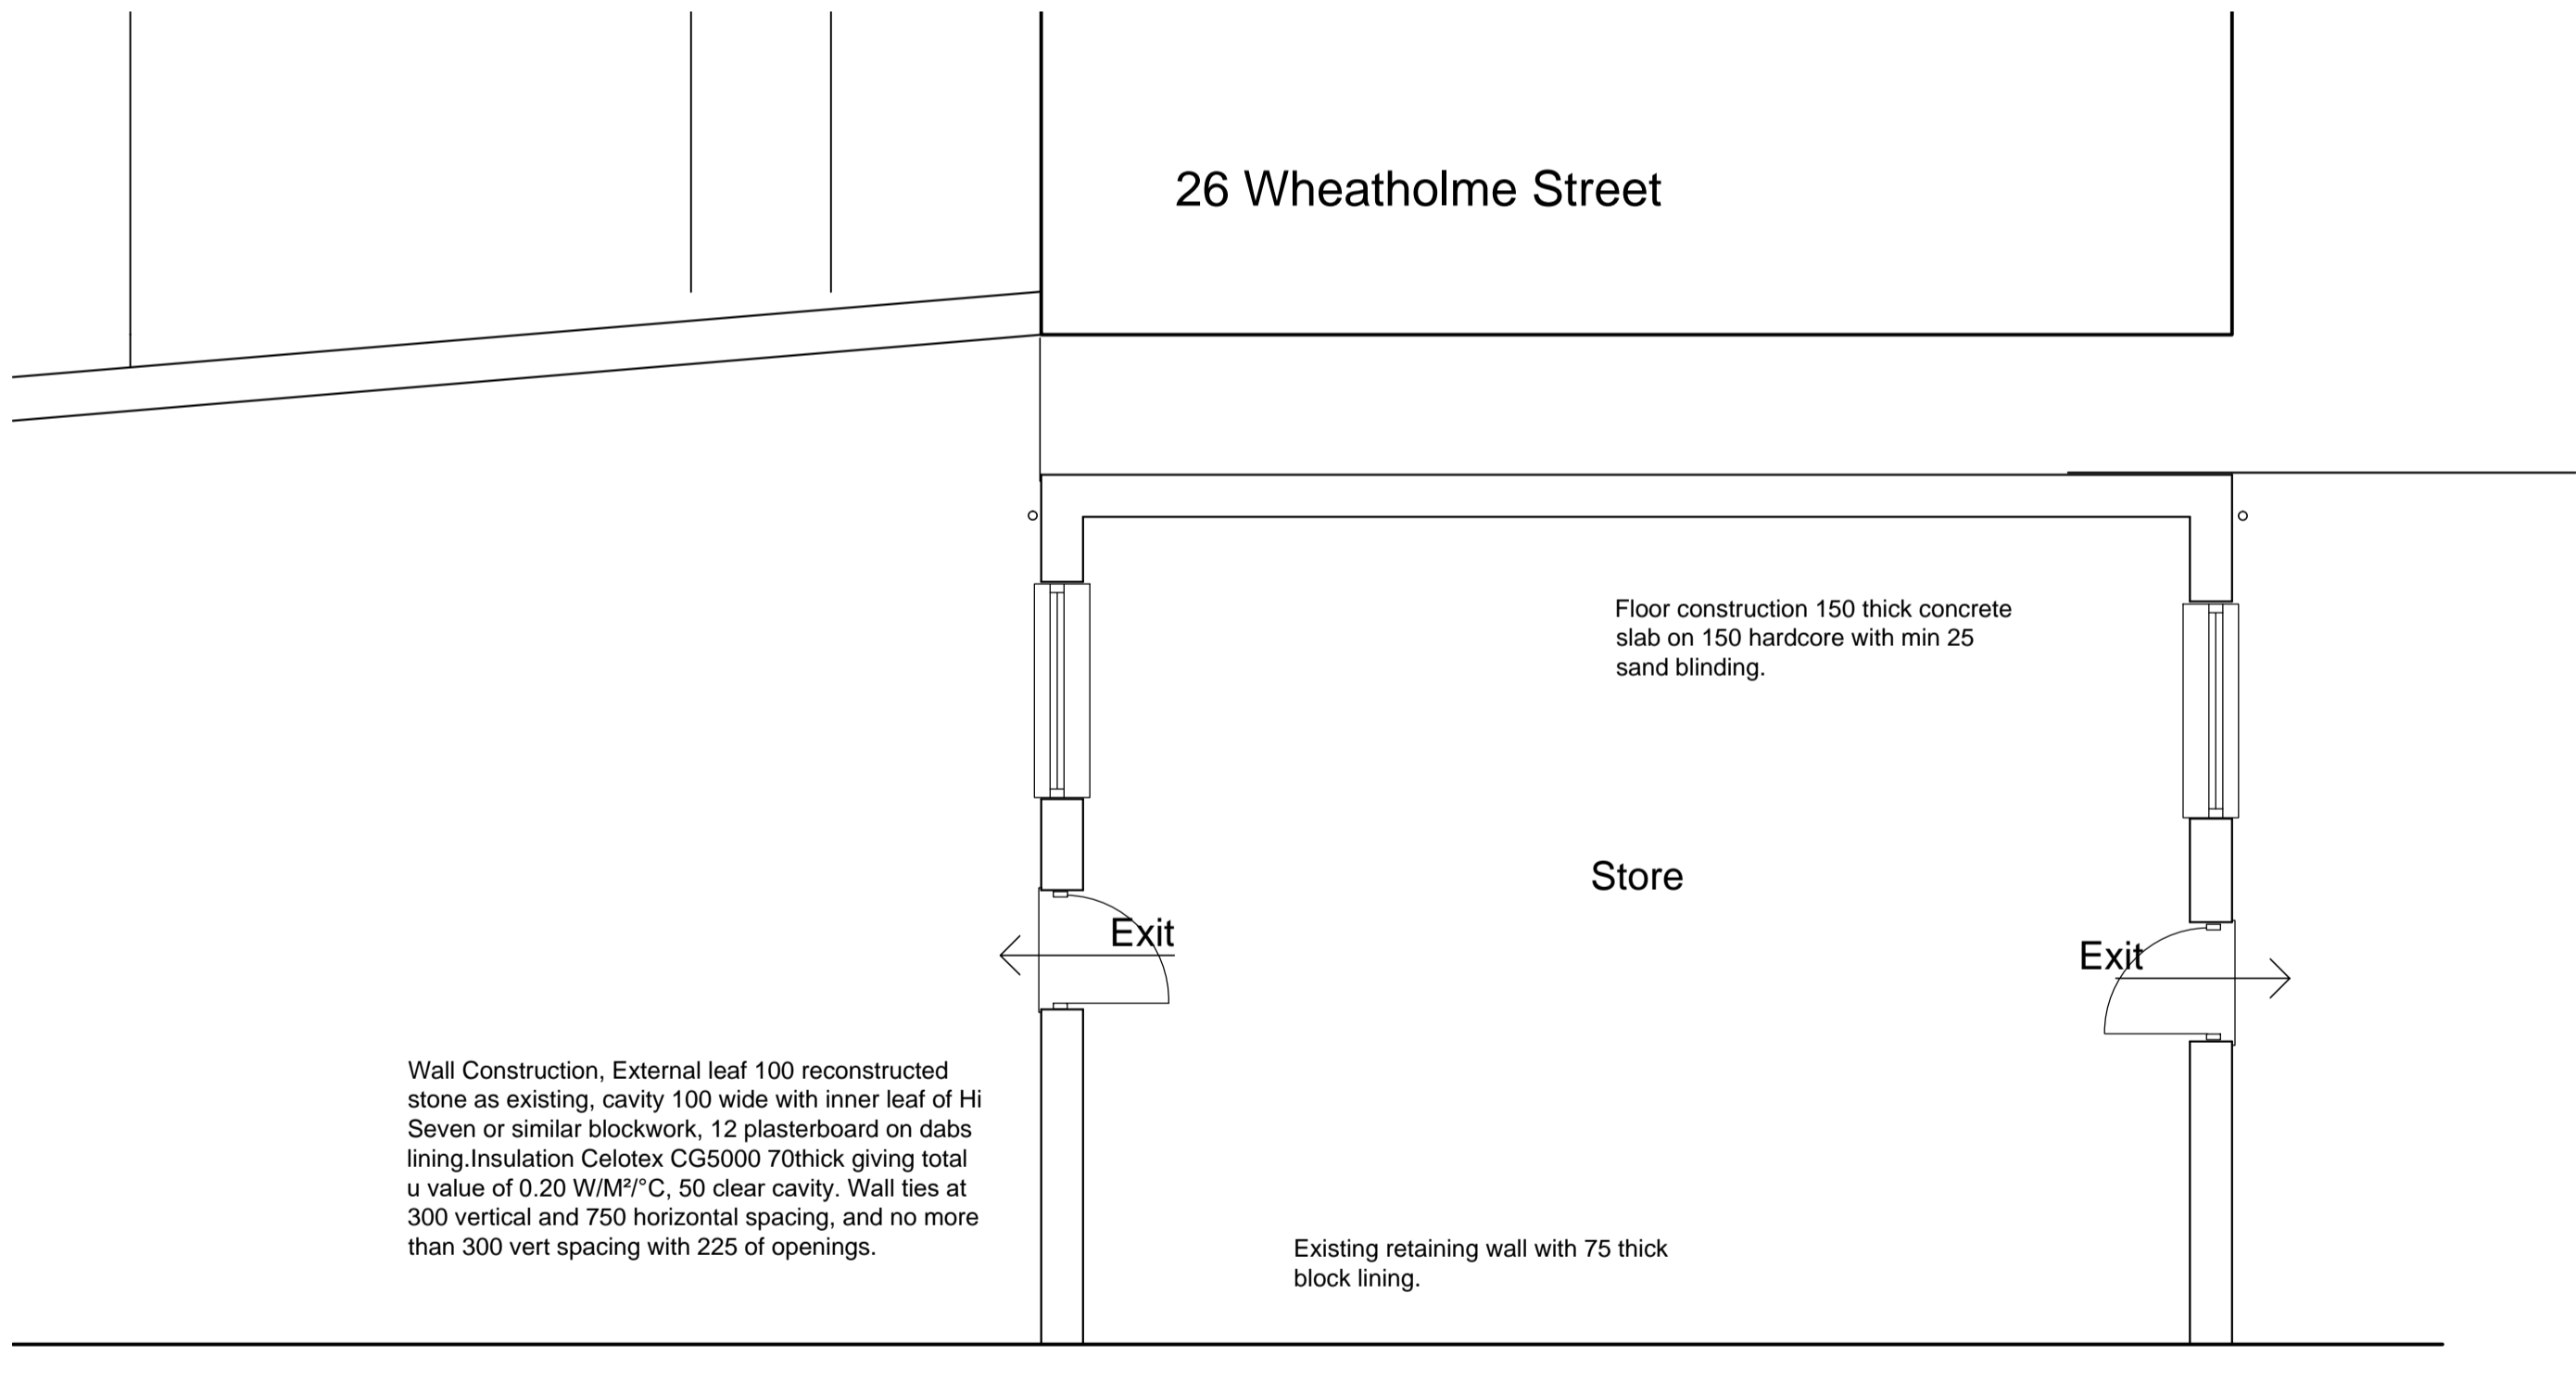 26 Wheatholme Street
Floor construction 150 thick concrete
slab on 150 hardcore with min 25
sand blinding.
Store
Exit
Exit
Wall Construction, External leaf 100 reconstructed
stone as existing, cavity 100 wide with inner leaf of Hi
Seven or similar blockwork, 12 plasterboard on dabs
lining.Insulation Celotex CG5000 70thick giving total
u value of 0.20 W/M²/°C, 50 clear cavity. Wall ties at
300 vertical and 750 horizontal spacing, and no more
than 300 vert spacing with 225 of openings.
Existing retaining wall with 75 thick
block lining.